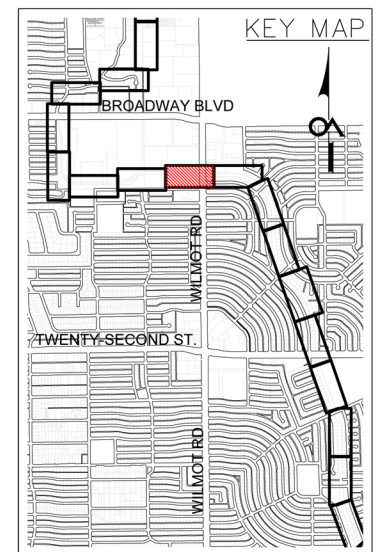 KEY MAP
BROADWAY BLVD
WILMOT RD
TWENTY-SECOND ST.
WILMOT RD